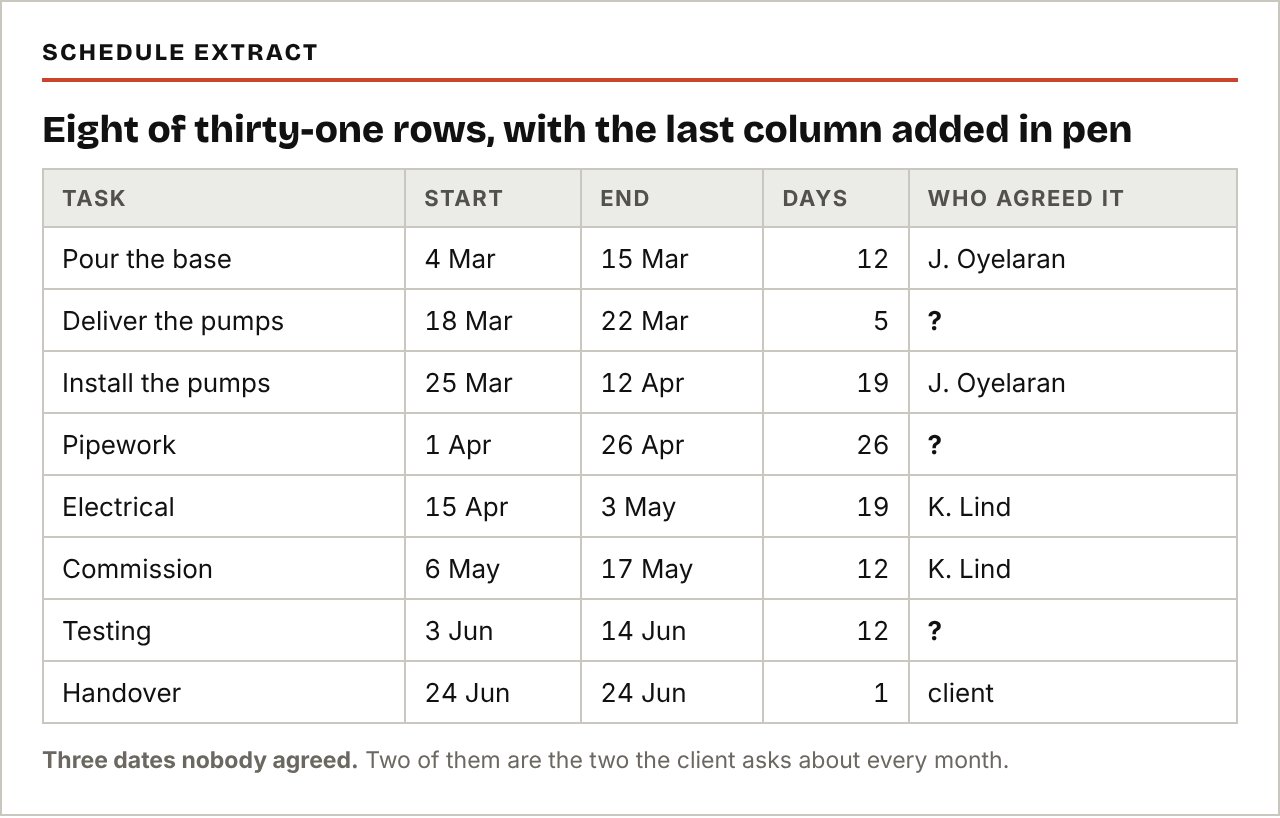 SCHEDULE EXTRACT
Eight of thirty-one rows, with the last column added in pen
TASK START END DAYS WHO AGREED IT
Pour the base 4 Mar 15 Mar 12 J. Oyelaran
Deliver the pumps 18 Mar 22 Mar 5 ?
Install the pumps 25 Mar 12 Apr 19 J. Oyelaran
Pipework 1 Apr 26 Apr 26 ?
Electrical 15 Apr 3 May 19 K. Lind
Commission 6 May 17 May 12 K. Lind
Testing 3 Jun 14 Jun 12 ?
Handover 24 Jun 24 Jun 1 client
Three dates nobody agreed. Two of them are the two the client asks about every month.